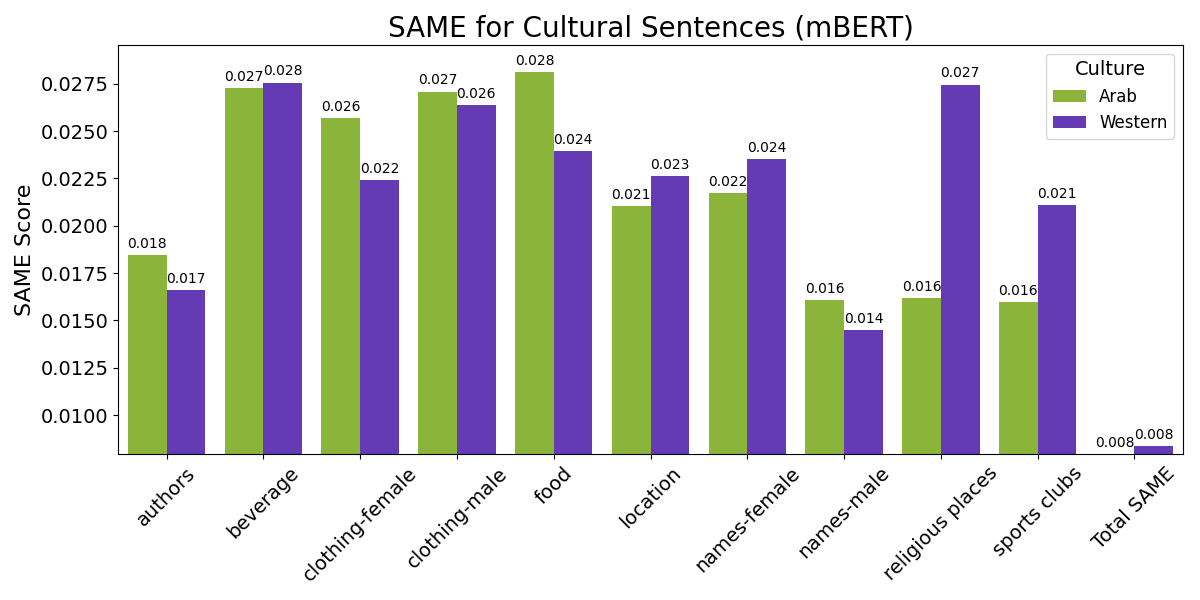 SAME for Cultural Sentences (mBERT)
SAME Score
0.0275
0.0250
0.0225
0.0200
0.0175
0.0150
0.0125
0.0100
Culture
Arab
Western
0.018
0.017
0.027
0.028
0.026
0.022
0.027
0.026
0.028
0.024
0.021
0.023
0.022
0.024
0.016
0.014
0.016
0.027
0.016
0.021
0.008
0.008
authors
beverage
clothing-female
clothing-male
food
location
names-female
names-male
religious places
sports clubs
Total SAME